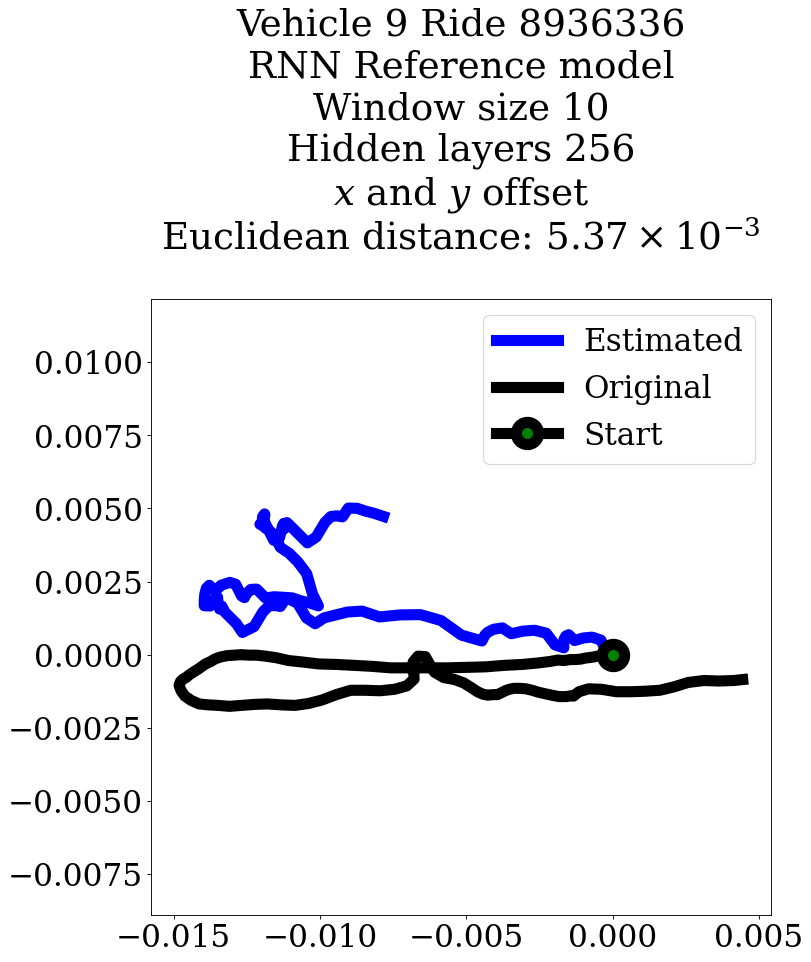 Vehicle 9 Ride 8936336
RNN Reference model
Window size 10
Hidden layers 256
x and y offset
Euclidean distance: 5.37 × 10⁻³
Estimated
Original
Start
0.0100
0.0075
0.0050
0.0025
0.0000
−0.0025
−0.0050
−0.0075
−0.015 −0.010 −0.005 0.000 0.005